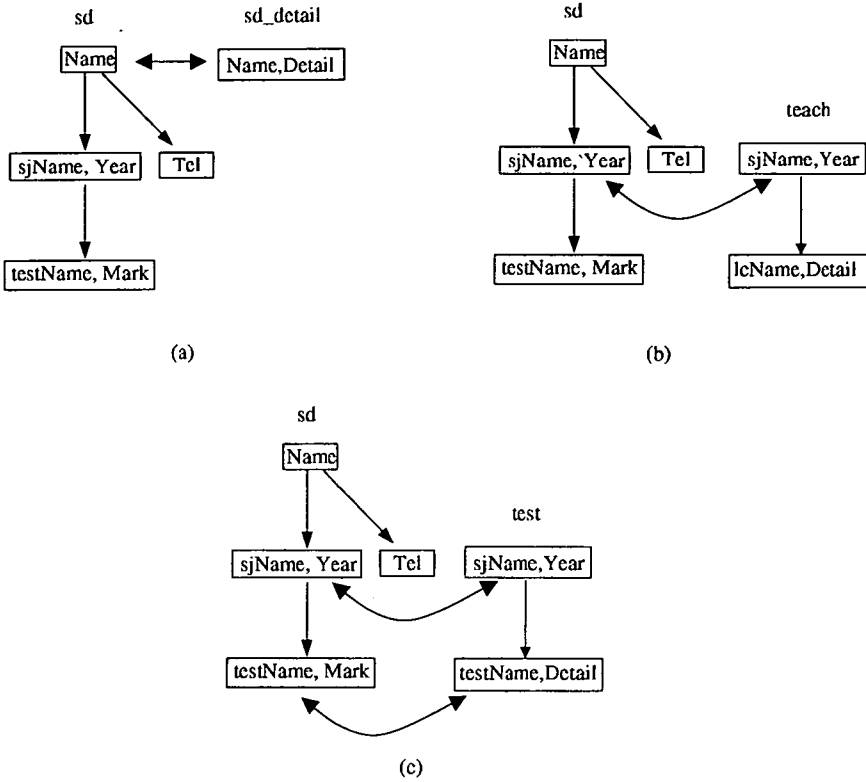 sd
sd_detail
Name
Name,Detail
sjName, Year
Tel
testName, Mark
(a)
sd
Name
teach
sjName,`Year
Tel
sjName,Year
testName, Mark
lcName,Detail
(b)
sd
Name
test
sjName, Year
Tel
sjName,Year
testName, Mark
testName,Detail
(c)